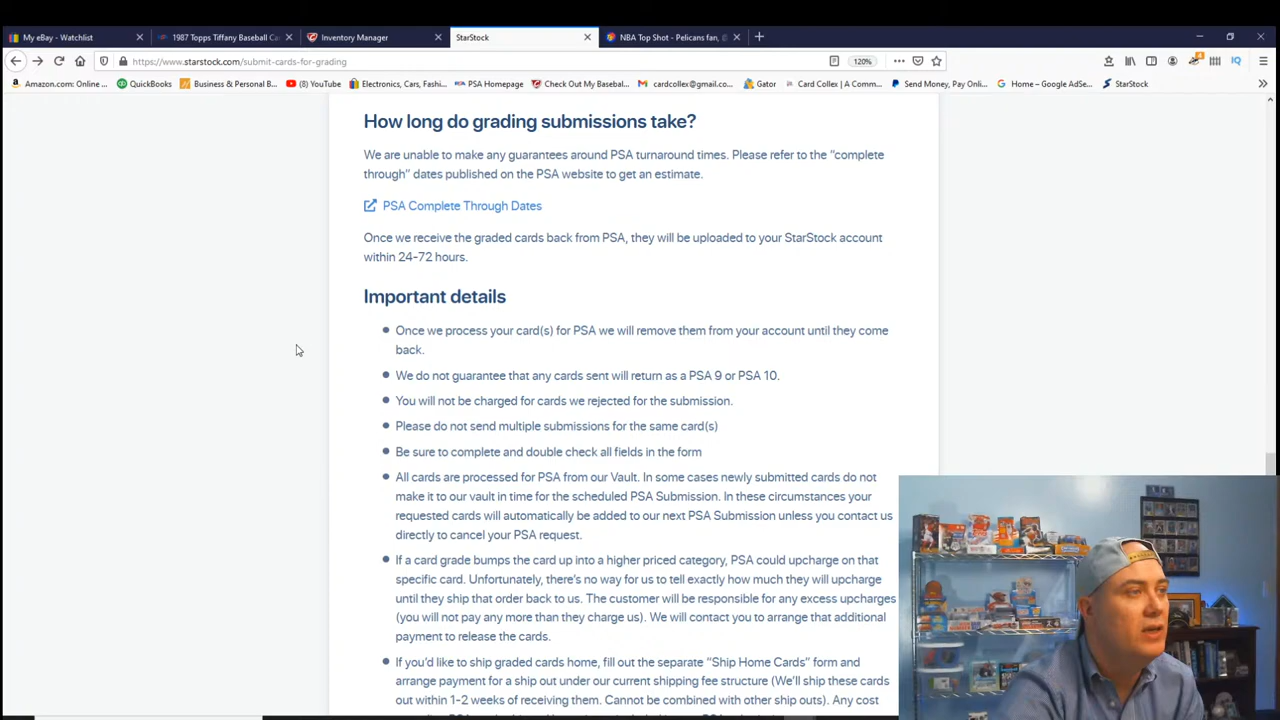 My eBay - Watchlist
1987 Topps Tiffany Baseball Ca
Inventory Manager
StarStock
NBA Top Shot - Pelicans fan,
https://www.starstock.com/submit-cards-for-grading
120%
Amazon.com: Online ...
QuickBooks
Business & Personal B...
(8) YouTube
Electronics, Cars, Fashi...
PSA Homepage
Check Out My Basebal...
cardcollex@gmail.co...
Gator
Card Collex | A Comm...
Send Money, Pay Onli...
Home – Google AdSe...
StarStock
How long do grading submissions take?
We are unable to make any guarantees around PSA turnaround times. Please refer to the “complete
through” dates published on the PSA website to get an estimate.
PSA Complete Through Dates
Once we receive the graded cards back from PSA, they will be uploaded to your StarStock account
within 24-72 hours.
Important details
Once we process your card(s) for PSA we will remove them from your account until they come
back.
We do not guarantee that any cards sent will return as a PSA 9 or PSA 10.
You will not be charged for cards we rejected for the submission.
Please do not send multiple submissions for the same card(s)
Be sure to complete and double check all fields in the form
All cards are processed for PSA from our Vault. In some cases newly submitted cards do not
make it to our vault in time for the scheduled PSA Submission. In these circumstances your
requested cards will automatically be added to our next PSA Submission unless you contact us
directly to cancel your PSA request.
If a card grade bumps the card up into a higher priced category, PSA could upcharge on that
specific card. Unfortunately, there’s no way for us to tell exactly how much they will upcharge
until they ship that order back to us. The customer will be responsible for any excess upcharges
(you will not pay any more than they charge us). We will contact you to arrange that additional
payment to release the cards.
If you’d like to ship graded cards home, fill out the separate “Ship Home Cards” form and
arrange payment for a ship out under our current shipping fee structure (We’ll ship these cards
out within 1-2 weeks of receiving them. Cannot be combined with other ship outs). Any cost